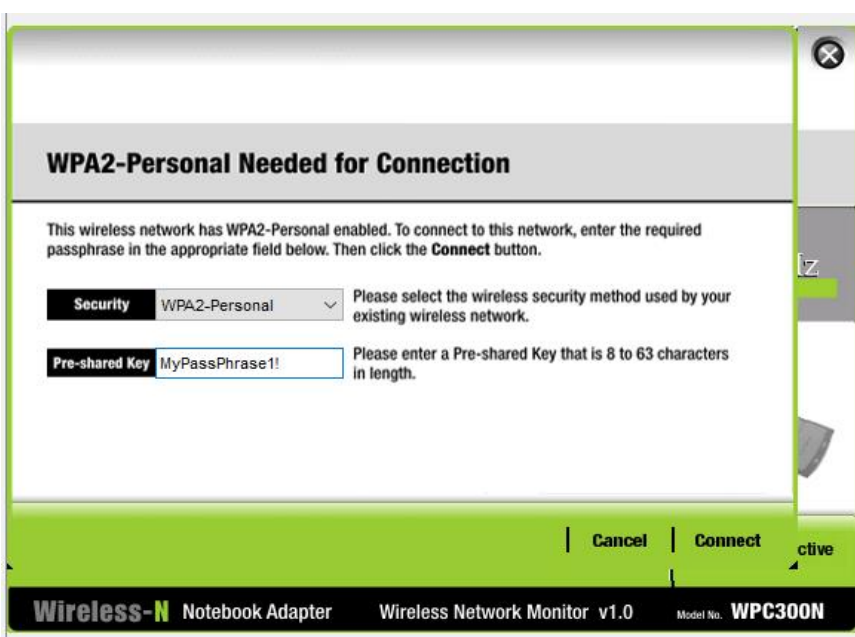 WPA2-Personal Needed for Connection
This wireless network has WPA2-Personal enabled. To connect to this network, enter the required
passphrase in the appropriate field below. Then click the Connect button.
Security WPA2-Personal Please select the wireless security method used by your
existing wireless network.
Pre-shared Key MyPassPhrase1! Please enter a Pre-shared Key that is 8 to 63 characters
in length.
Cancel Connect
Wireless-N Notebook Adapter Wireless Network Monitor v1.0 Model No. WPC300N